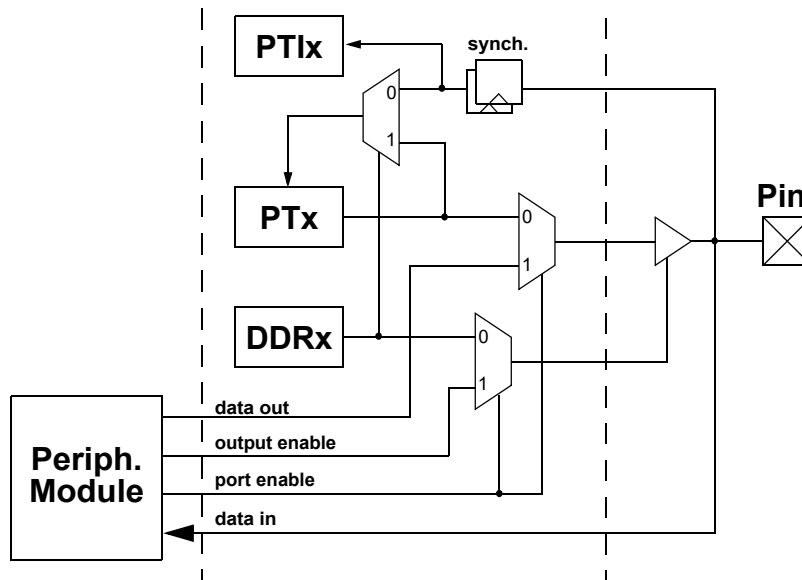 PTIx
synch.
0
1
PTx
Pin
0
1
DDRx
0
1
data out
Periph.
Module
output enable
port enable
data in